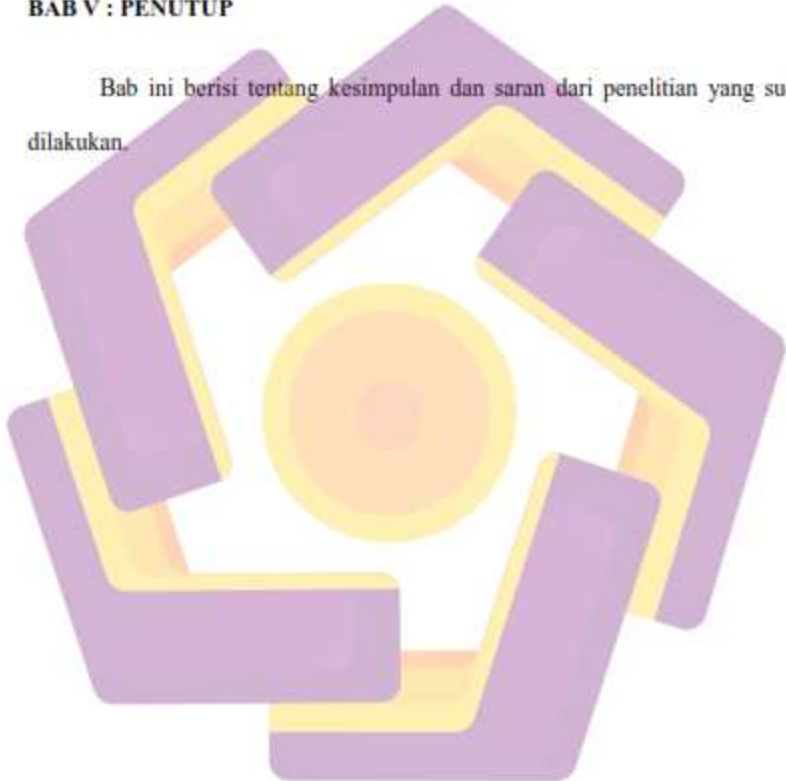 BAB V : PENUTUP
Bab ini berisi tentang kesimpulan dan saran dari penelitian yang su
dilakukan.